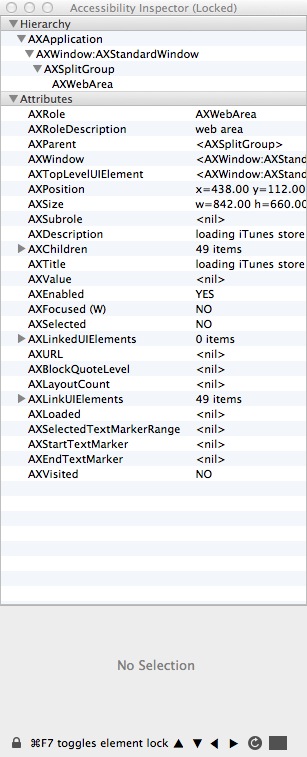 Accessibility Inspector (Locked)
Hierarchy
AXApplication
AXWindow:AXStandardWindow
AXSplitGroup
AXWebArea
Attributes
AXRole AXWebArea
AXRoleDescription web area
AXParent <AXSplitGroup>
AXWindow <AXWindow:AXStand
AXTopLevelUIElement <AXWindow:AXStand
AXPosition x=438.00 y=112.00
AXSize w=842.00 h=660.00
AXSubrole <nil>
AXDescription loading iTunes store
AXChildren 49 items
AXTitle loading iTunes store
AXValue <nil>
AXEnabled YES
AXFocused (W) NO
AXSelected NO
AXLinkedUIElements 0 items
AXURL <nil>
AXBlockQuoteLevel <nil>
AXLayoutCount <nil>
AXLinkUIElements 49 items
AXLoaded <nil>
AXSelectedTextMarkerRange <nil>
AXStartTextMarker <nil>
AXEndTextMarker <nil>
AXVisited NO
No Selection
⌘F7 toggles element lock